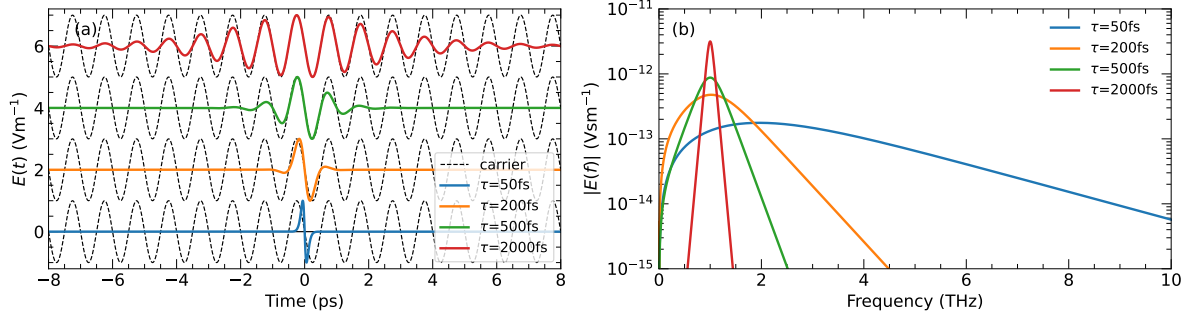 (a)
6
4
2
0
E(t) (Vm⁻¹)
carrier
τ=50fs
τ=200fs
τ=500fs
τ=2000fs
−8 −6 −4 −2 0 2 4 6 8
Time (ps)
(b)
10⁻¹¹
10⁻¹²
10⁻¹³
10⁻¹⁴
10⁻¹⁵
|E(f)| (Vsm⁻¹)
τ=50fs
τ=200fs
τ=500fs
τ=2000fs
0 2 4 6 8 10
Frequency (THz)